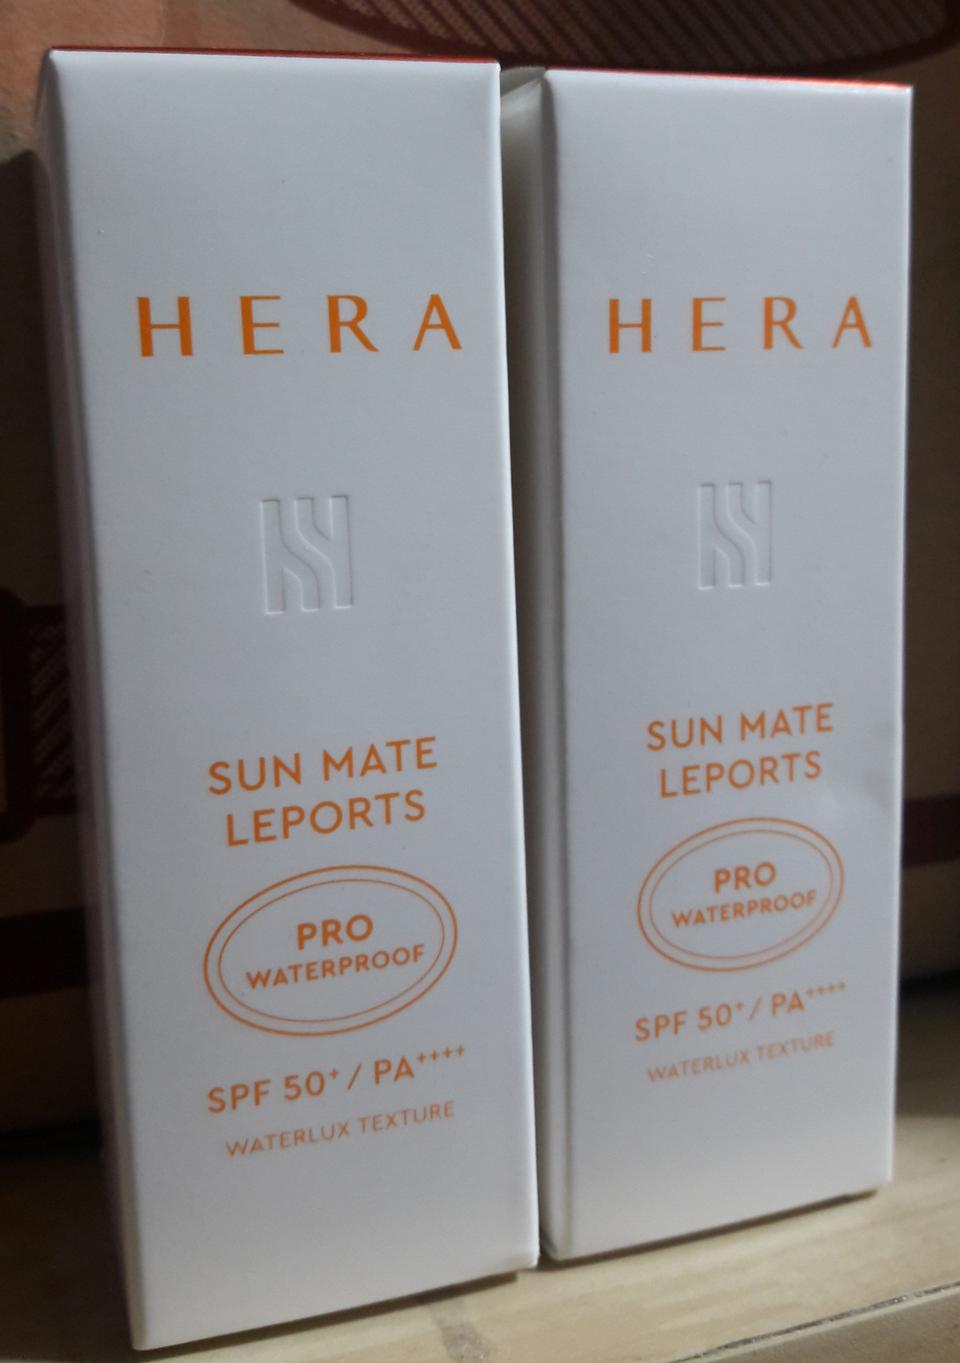 HERA
SUN MATE
LEPORTS
PRO
WATERPROOF
SPF 50+ / PA++++
WATERLUX TEXTURE
HERA
SUN MATE
LEPORTS
PRO
WATERPROOF
SPF 50+ / PA++++
WATERLUX TEXTURE